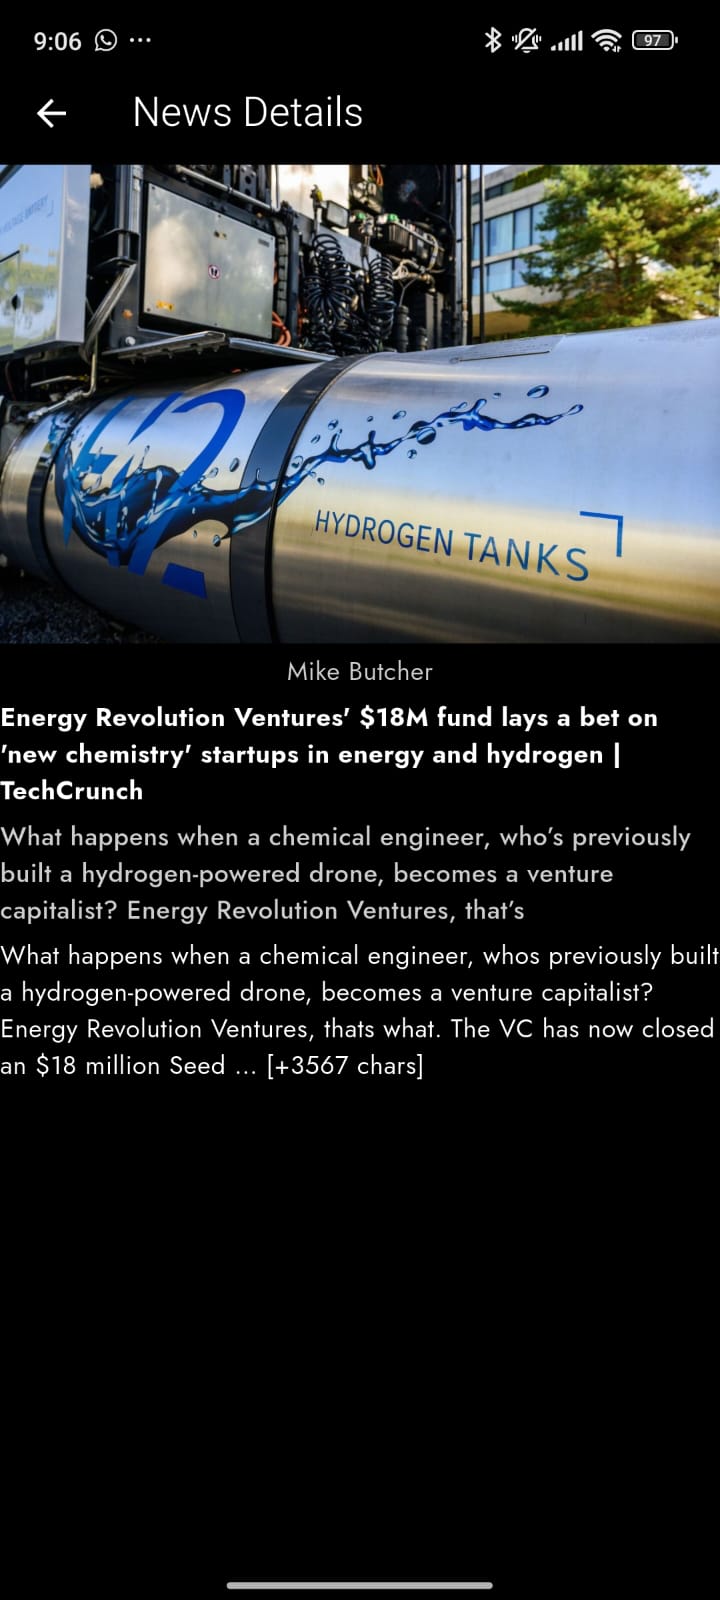 9:06
97
News Details
H2
HYDROGEN TANKS
Mike Butcher
Energy Revolution Ventures' $18M fund lays a bet on
'new chemistry' startups in energy and hydrogen |
TechCrunch
What happens when a chemical engineer, who’s previously
built a hydrogen-powered drone, becomes a venture
capitalist? Energy Revolution Ventures, that’s
What happens when a chemical engineer, whos previously built
a hydrogen-powered drone, becomes a venture capitalist?
Energy Revolution Ventures, thats what. The VC has now closed
an $18 million Seed … [+3567 chars]